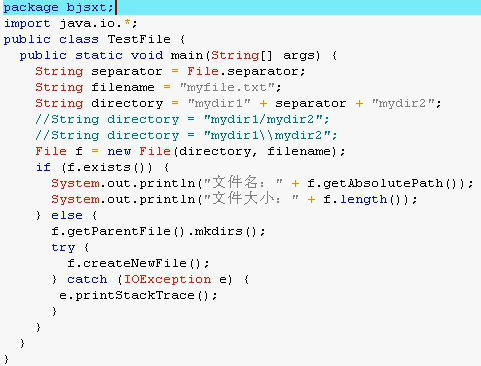 package bjsxt;
import java.io.*;
public class TestFile {
  public static void main(String[] args) {
    String separator = File.separator;
    String filename = "myfile.txt";
    String directory = "mydir1" + separator + "mydir2";
    //String directory = "mydir1/mydir2";
    //String directory = "mydir1\\mydir2";
    File f = new File(directory, filename);
    if (f.exists()) {
      System.out.println("文件名：" + f.getAbsolutePath());
      System.out.println("文件大小：" + f.length());
    } else {
      f.getParentFile().mkdirs();
      try {
        f.createNewFile();
      } catch (IOException e) {
       e.printStackTrace();
      }
    }
  }
}